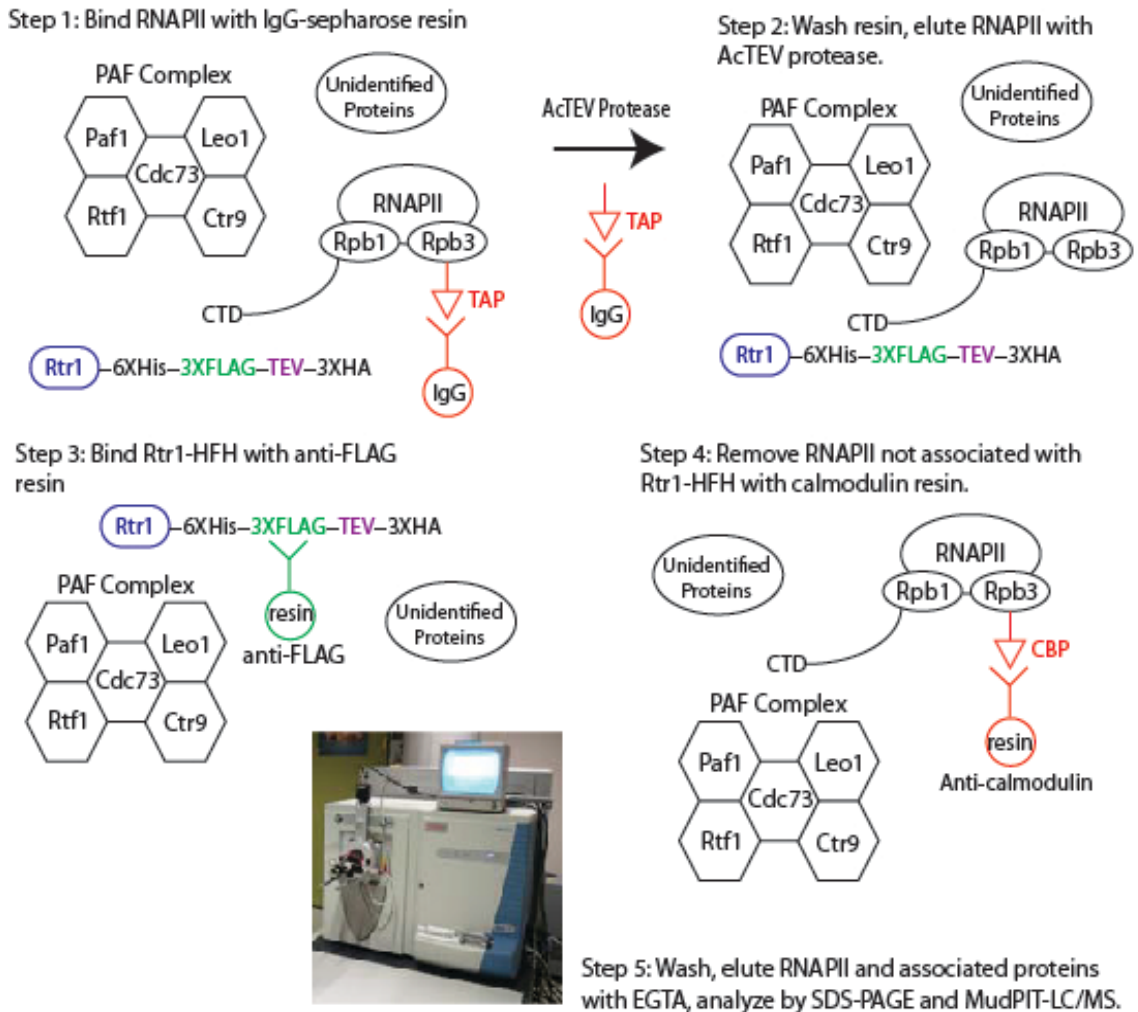 Step 1: Bind RNAPII with IgG-sepharose resin
PAF Complex
Paf1
Leo1
Cdc73
Rtf1
Ctr9
Unidentified
Proteins
RNAPII
Rpb1
Rpb3
TAP
CTD
IgG
Rtr1
–6XHis–3XFLAG–TEV–3XHA
AcTEV Protease
TAP
IgG
Step 2: Wash resin, elute RNAPII with
AcTEV protease.
PAF Complex
Paf1
Leo1
Cdc73
Rtf1
Ctr9
Unidentified
Proteins
RNAPII
Rpb1
Rpb3
CTD
Rtr1
–6XHis–3XFLAG–TEV–3XHA
Step 3: Bind Rtr1-HFH with anti-FLAG
resin
Rtr1
–6XHis–3XFLAG–TEV–3XHA
PAF Complex
Paf1
Leo1
Cdc73
Rtf1
Ctr9
resin
anti-FLAG
Unidentified
Proteins
Step 4: Remove RNAPII not associated with
Rtr1-HFH with calmodulin resin.
Unidentified
Proteins
RNAPII
Rpb1
Rpb3
CBP
CTD
resin
Anti-calmodulin
PAF Complex
Paf1
Leo1
Cdc73
Rtf1
Ctr9
Step 5: Wash, elute RNAPII and associated proteins
with EGTA, analyze by SDS-PAGE and MudPIT-LC/MS.